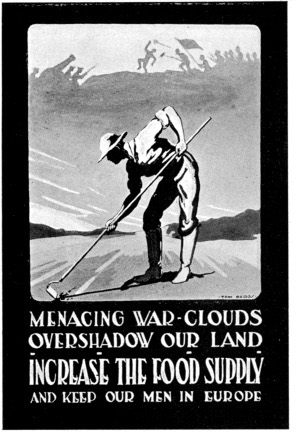 MENACING WAR-CLOUDS
OVERSHADOW OUR LAND
INCREASE THE FOOD SUPPLY
AND KEEP OUR MEN IN EUROPE